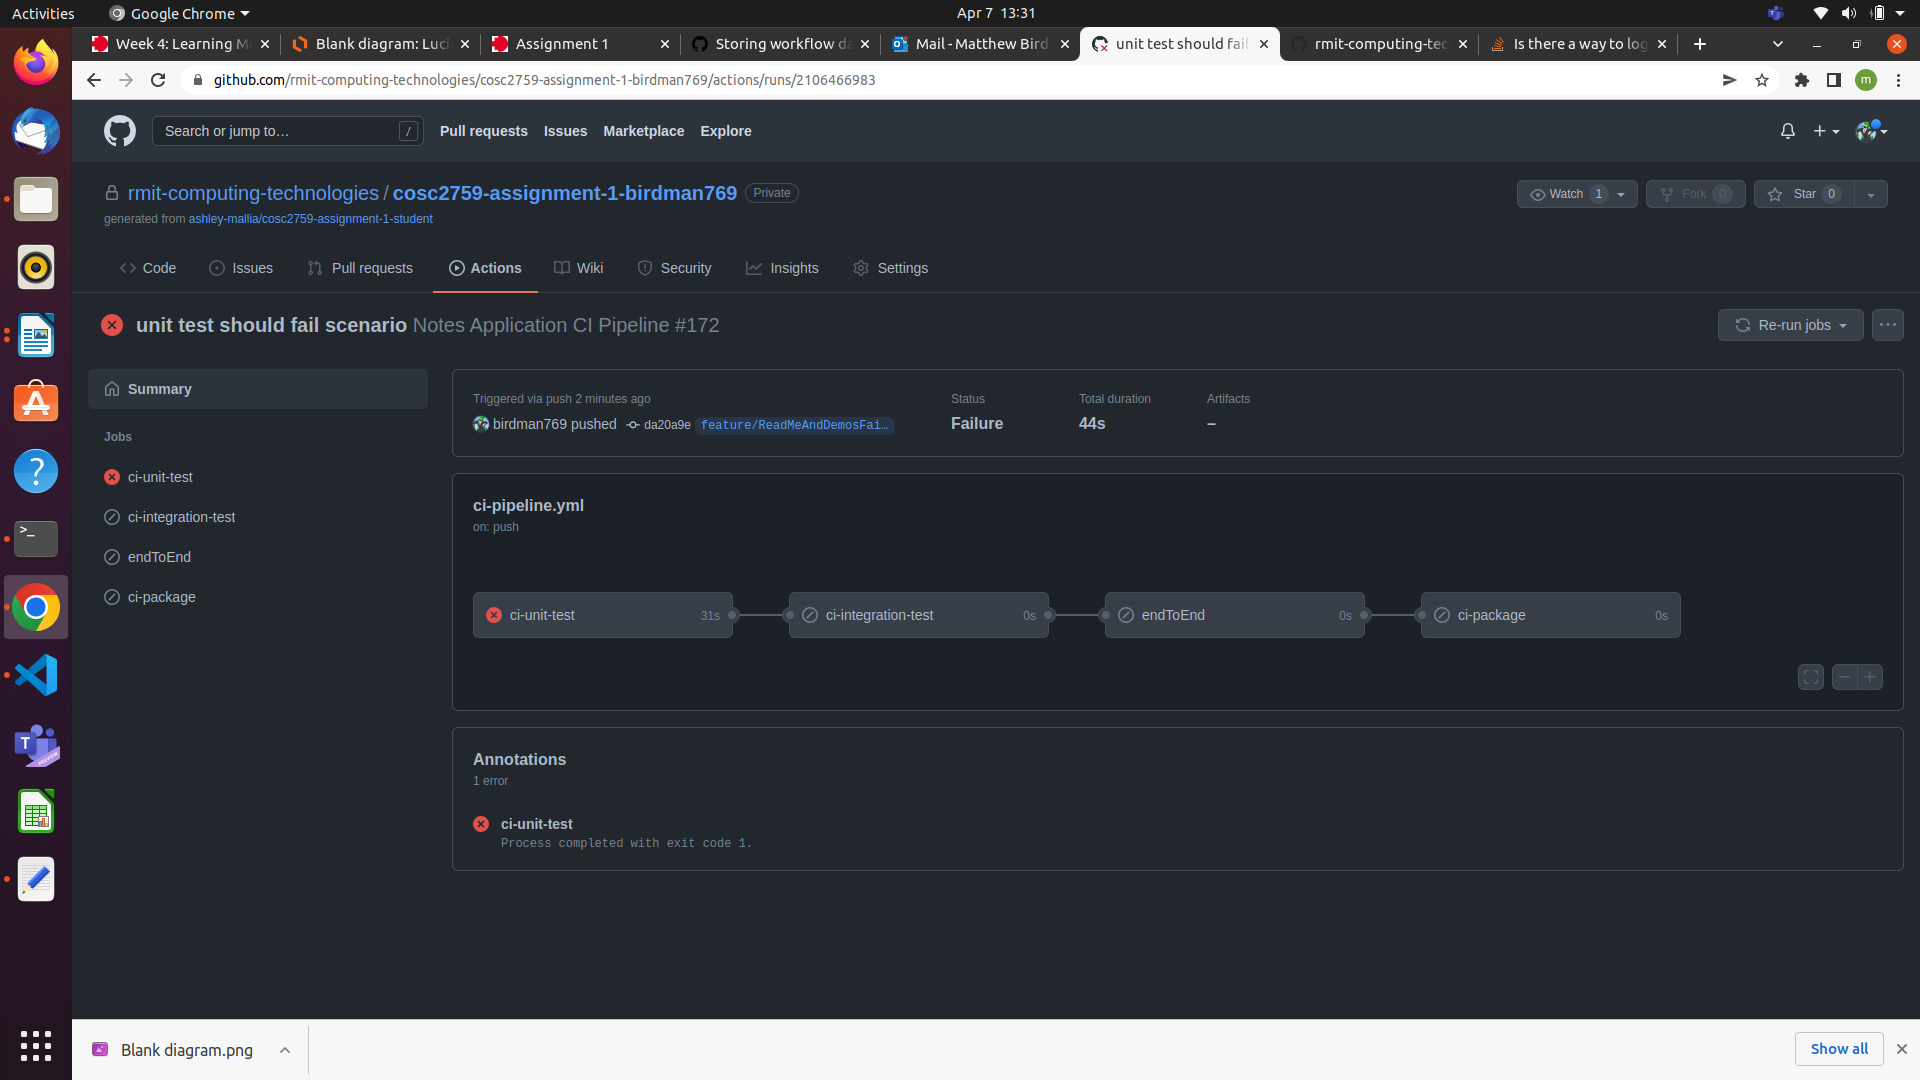 Activities
Google Chrome
Apr 7 13:31
Week 4: Learning M
Blank diagram: Luc
Assignment 1
Storing workflow da
Mail - Matthew Bird
unit test should fail
rmit-computing-tec
Is there a way to log
github.com/rmit-computing-technologies/cosc2759-assignment-1-birdman769/actions/runs/2106466983
m
Search or jump to…
/
Pull requests
Issues
Marketplace
Explore
rmit-computing-technologies / cosc2759-assignment-1-birdman769
Private
generated from ashley-mallia/cosc2759-assignment-1-student
Watch 1
Fork 0
Star 0
Code
Issues
Pull requests
Actions
Wiki
Security
Insights
Settings
unit test should fail scenario Notes Application CI Pipeline #172
Re-run jobs
Summary
Jobs
ci-unit-test
ci-integration-test
endToEnd
ci-package
Triggered via push 2 minutes ago
birdman769 pushed da20a9e feature/ReadMeAndDemosFai…
Status
Failure
Total duration
44s
Artifacts
–
ci-pipeline.yml
on: push
ci-unit-test 31s
ci-integration-test 0s
endToEnd 0s
ci-package 0s
Annotations
1 error
ci-unit-test
Process completed with exit code 1.
Blank diagram.png
Show all